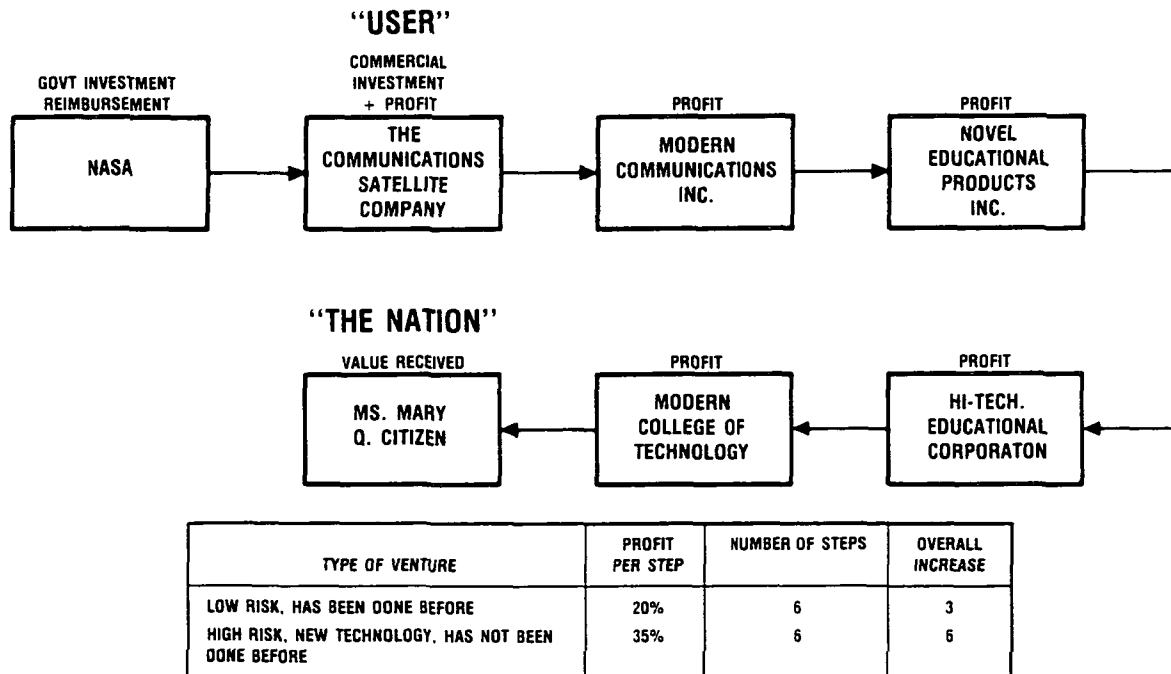 "USER"
GOVT INVESTMENT
REIMBURSEMENT
NASA
COMMERCIAL
INVESTMENT
+ PROFIT
THE
COMMUNICATIONS
SATELLITE
COMPANY
PROFIT
MODERN
COMMUNICATIONS
INC.
PROFIT
NOVEL
EDUCATIONAL
PRODUCTS
INC.
"THE NATION"
VALUE RECEIVED
MS. MARY
Q. CITIZEN
PROFIT
MODERN
COLLEGE OF
TECHNOLOGY
PROFIT
HI-TECH.
EDUCATIONAL
CORPORATON
TYPE OF VENTURE
PROFIT
PER STEP
NUMBER OF STEPS
OVERALL
INCREASE
LOW RISK, HAS BEEN DONE BEFORE 20% 6 3
HIGH RISK, NEW TECHNOLOGY, HAS NOT BEEN 35% 6 6
DONE BEFORE